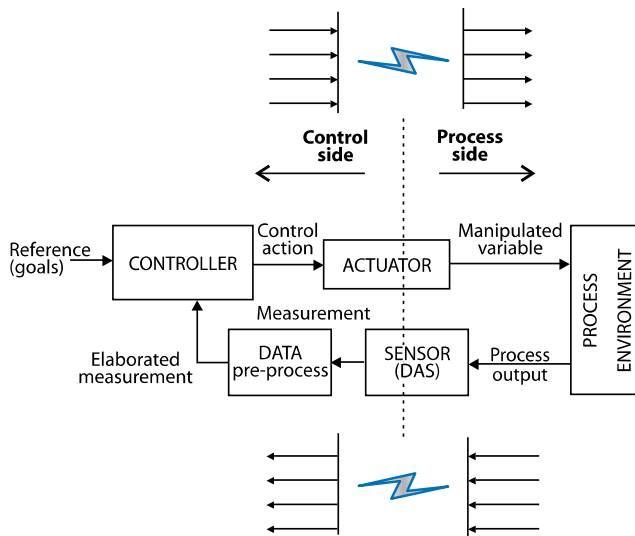 Control
side
Process
side
Reference
(goals)
CONTROLLER
Control
action
ACTUATOR
Manipulated
variable
PROCESS
ENVIRONMENT
Measurement
Elaborated
measurement
DATA
pre-process
SENSOR
(DAS)
Process
output